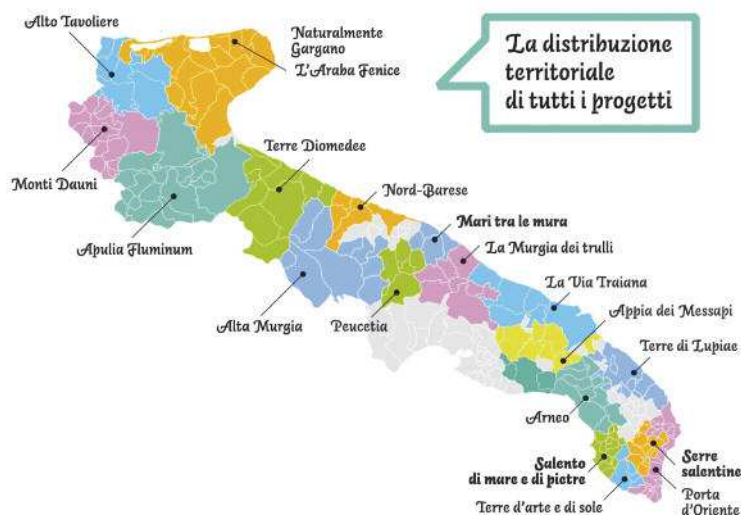 Alto Tavoliere
Naturalmente
Gargano
L'Araba Fenice
La distribuzione
territoriale
di tutti i progetti
Monti Dauni
Terre Diomedee
Nord-Barese
Apulia Fluminum
Mari tra le mura
La Murgia dei trulli
La Via Traiana
Alta Murgia
Peucetia
Appia dei Messapi
Terre di Lupiae
Arneo
Salento
di mare e di pietre
Serre
salentine
Terre d'arte e di sole
Porta
d'Oriente